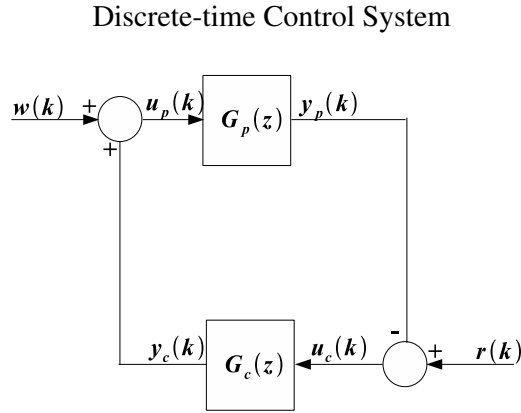 Discrete-time Control System
w(k)
+
+
u_p(k)
G_p(z)
y_p(k)
y_c(k)
G_c(z)
u_c(k)
-
+
r(k)